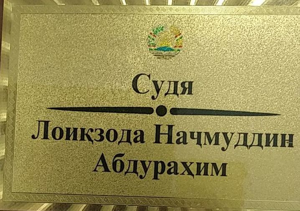 Судя
Лоиқзода Наҷмуддин
Абдураҳим